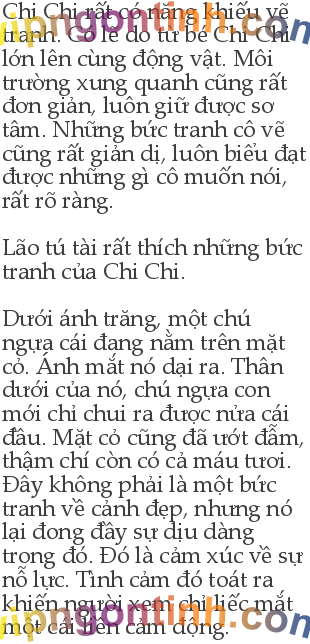 Chi Chi rất có năng khiếu vẽ
tranh. Có lẽ do từ bé Chi Chi
lớn lên cùng động vật. Môi
trường xung quanh cũng rất
đơn giản, luôn giữ được sơ
tâm. Những bức tranh cô vẽ
cũng rất giản dị, luôn biểu đạt
được những gì cô muốn nói,
rất rõ ràng.
Lão tú tài rất thích những bức
tranh của Chi Chi.
Dưới ánh trăng, một chú
ngựa cái đang nằm trên mặt
cỏ. Ánh mắt nó dại ra. Thân
dưới của nó, chú ngựa con
mới chỉ chui ra được nửa cái
đầu. Mặt cỏ cũng đã ướt đẫm,
thậm chí còn có cả máu tươi.
Đây không phải là một bức
tranh về cảnh đẹp, nhưng nó
lại đong đầy sự dịu dàng
trong đó. Đó là cảm xúc về sự
nỗ lực. Tình cảm đó toát ra
khiến người xem chỉ liếc mắt
một cái liền cảm động.
vipngontinh.com
vipngontinh.com